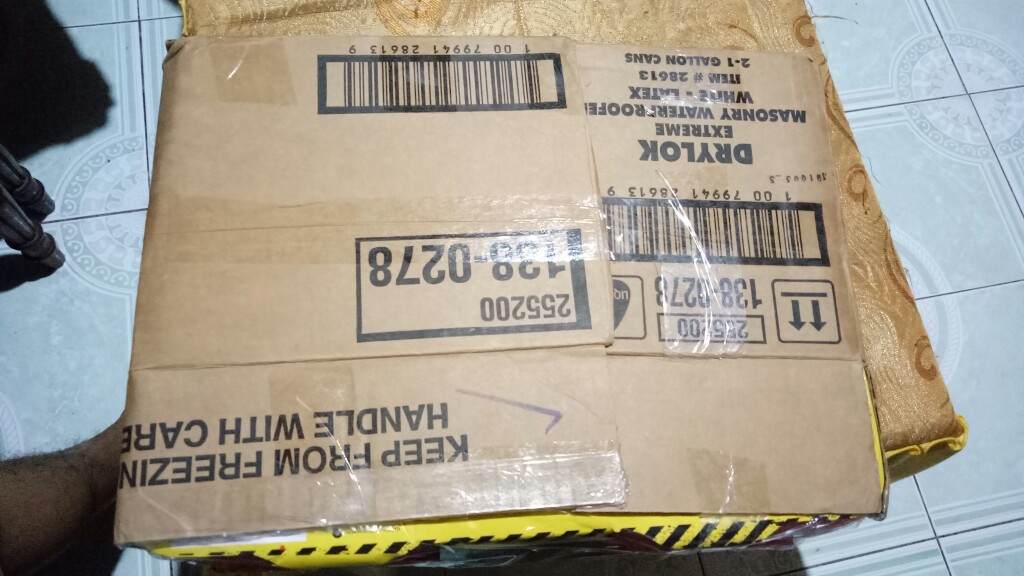 DRYLOK
EXTREME
MASONRY WATERPROOFE
WHITE • LATEX
ITEM # 28613
2-1 GALLON CANS
1 00 79941 28613 9
138-0278
255200
1 00 79941 28613 9
255200
138-0278
KEEP FROM FREEZIN
HANDLE WITH CARE